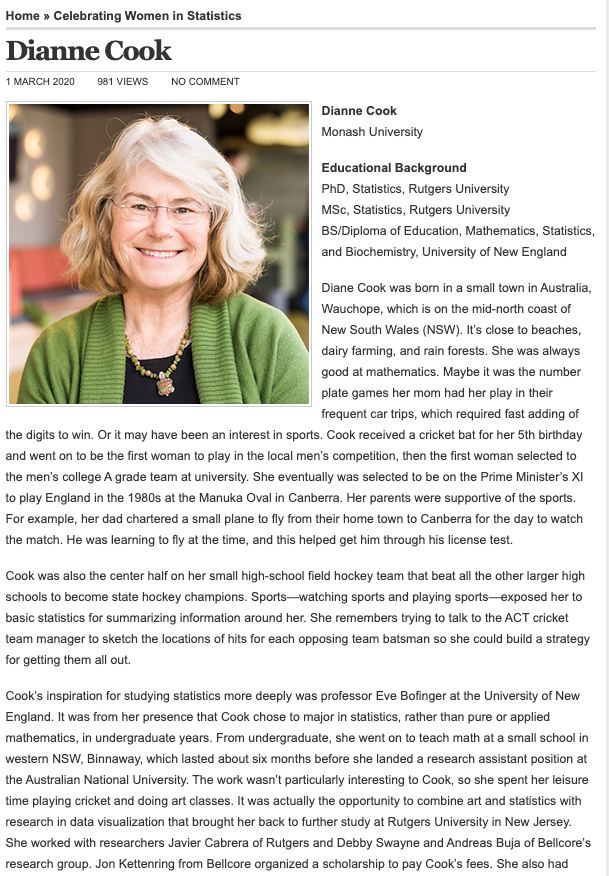 Home » Celebrating Women in Statistics
Dianne Cook
1 MARCH 2020 981 VIEWS NO COMMENT
Dianne Cook
Monash University
Educational Background
PhD, Statistics, Rutgers University
MSc, Statistics, Rutgers University
BS/Diploma of Education, Mathematics, Statistics,
and Biochemistry, University of New England
Diane Cook was born in a small town in Australia,
Wauchope, which is on the mid-north coast of
New South Wales (NSW). It’s close to beaches,
dairy farming, and rain forests. She was always
good at mathematics. Maybe it was the number
plate games her mom had her play in their
frequent car trips, which required fast adding of
the digits to win. Or it may have been an interest in sports. Cook received a cricket bat for her 5th birthday
and went on to be the first woman to play in the local men’s competition, then the first woman selected to
the men’s college A grade team at university. She eventually was selected to be on the Prime Minister’s XI
to play England in the 1980s at the Manuka Oval in Canberra. Her parents were supportive of the sports.
For example, her dad chartered a small plane to fly from their home town to Canberra for the day to watch
the match. He was learning to fly at the time, and this helped get him through his license test.
Cook was also the center half on her small high-school field hockey team that beat all the other larger high
schools to become state hockey champions. Sports—watching sports and playing sports—exposed her to
basic statistics for summarizing information around her. She remembers trying to talk to the ACT cricket
team manager to sketch the locations of hits for each opposing team batsman so she could build a strategy
for getting them all out.
Cook’s inspiration for studying statistics more deeply was professor Eve Bofinger at the University of New
England. It was from her presence that Cook chose to major in statistics, rather than pure or applied
mathematics, in undergraduate years. From undergraduate, she went on to teach math at a small school in
western NSW, Binnaway, which lasted about six months before she landed a research assistant position at
the Australian National University. The work wasn’t particularly interesting to Cook, so she spent her leisure
time playing cricket and doing art classes. It was actually the opportunity to combine art and statistics with
research in data visualization that brought her back to further study at Rutgers University in New Jersey.
She worked with researchers Javier Cabrera of Rutgers and Debby Swayne and Andreas Buja of Bellcore’s
research group. Jon Kettenring from Bellcore organized a scholarship to pay Cook’s fees. She also had